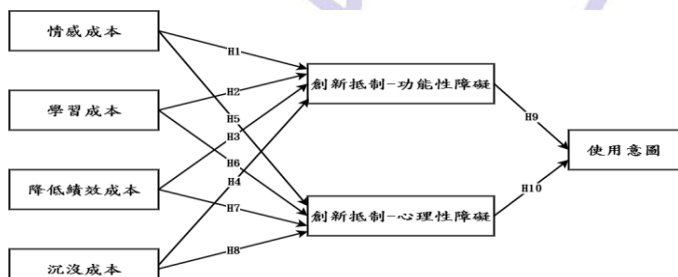 情感成本
學習成本
降低績效成本
沉沒成本
H1
H2
H5
H3
H6
H4
H7
H8
創新抵制-功能性障礙
創新抵制-心理性障礙
H9
H10
使用意圖